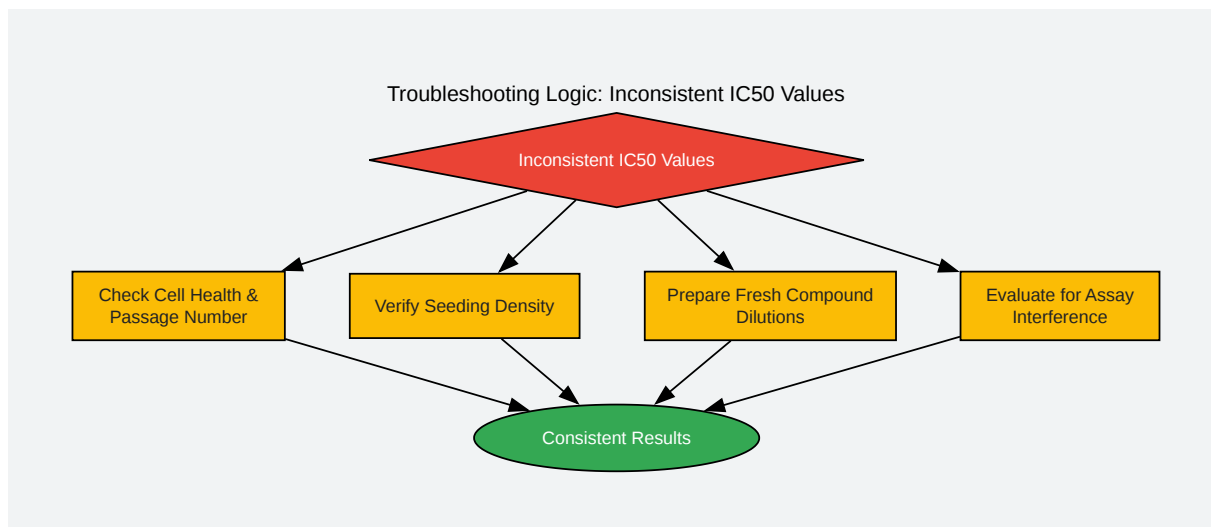 Troubleshooting Logic: Inconsistent IC50 Values
Inconsistent IC50 Values
Check Cell Health &
Passage Number
Verify Seeding Density
Prepare Fresh Compound
Dilutions
Evaluate for Assay
Interference
Consistent Results